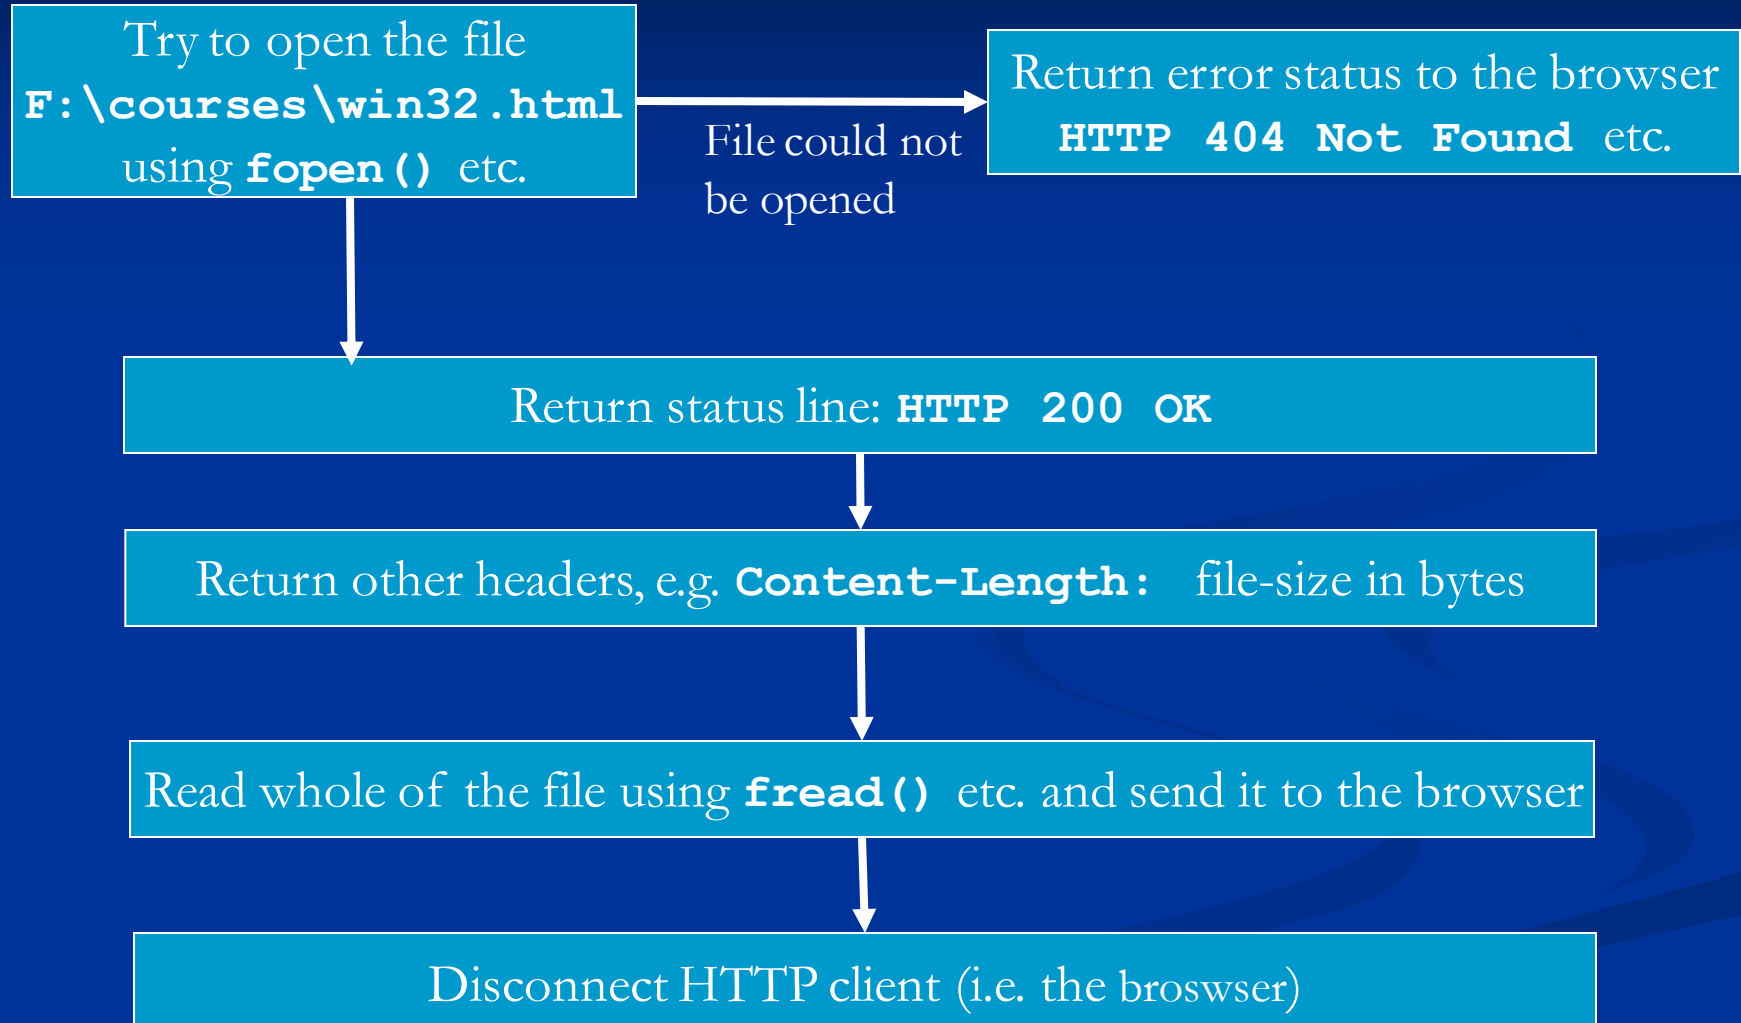 Try to open the file
F:\courses\win32.html
using fopen() etc.
File could not
be opened
Return error status to the browser
HTTP 404 Not Found etc.
Return status line: HTTP 200 OK
Return other headers, e.g. Content-Length: file-size in bytes
Read whole of the file using fread() etc. and send it to the browser
Disconnect HTTP client (i.e. the broswser)